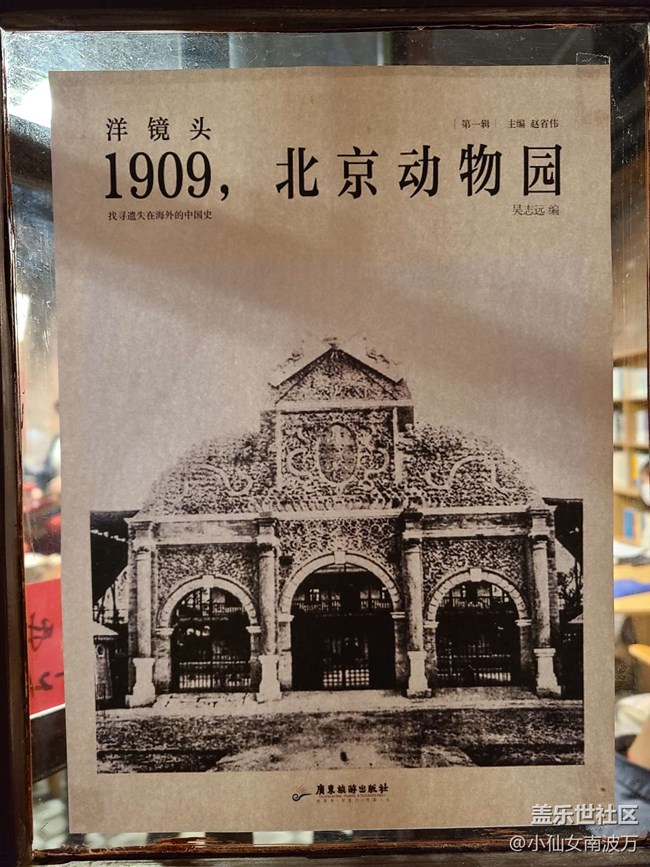 洋镜头
[第一辑] 主编 赵省伟
1909，北京动物园
找寻遗失在海外的中国史
吴志远 编
廣東旅游出版社
盖乐世社区
@小仙女南波万